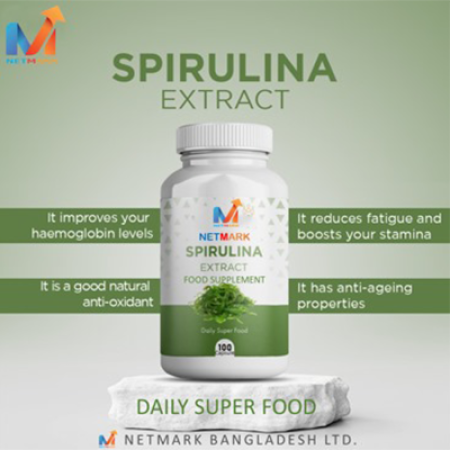 NETMARK
SPIRULINA
EXTRACT
It improves your
haemoglobin levels
It is a good natural
anti-oxidant
NETMARK
SPIRULINA
EXTRACT
FOOD SUPPLEMENT
Daily Super Food
100
Capsule
It reduces fatigue and
boosts your stamina
It has anti-ageing
properties
DAILY SUPER FOOD
NETMARK BANGLADESH LTD.